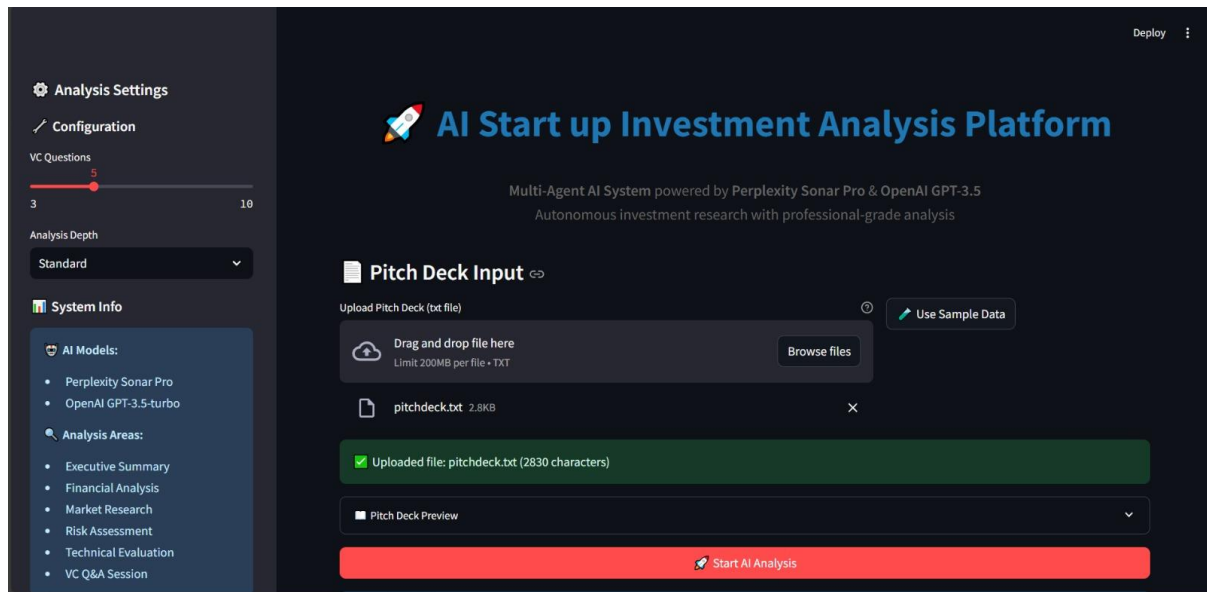 Deploy
Analysis Settings
Configuration
VC Questions
5
3 10
Analysis Depth
Standard
System Info
AI Models:
Perplexity Sonar Pro
OpenAI GPT-3.5-turbo
Analysis Areas:
Executive Summary
Financial Analysis
Market Research
Risk Assessment
Technical Evaluation
VC Q&A Session
AI Start up Investment Analysis Platform
Multi-Agent AI System powered by Perplexity Sonar Pro & OpenAI GPT-3.5
Autonomous investment research with professional-grade analysis
Pitch Deck Input
Upload Pitch Deck (txt file)
Use Sample Data
Drag and drop file here
Limit 200MB per file • TXT
Browse files
pitchdeck.txt 2.8KB
Uploaded file: pitchdeck.txt (2830 characters)
Pitch Deck Preview
Start AI Analysis